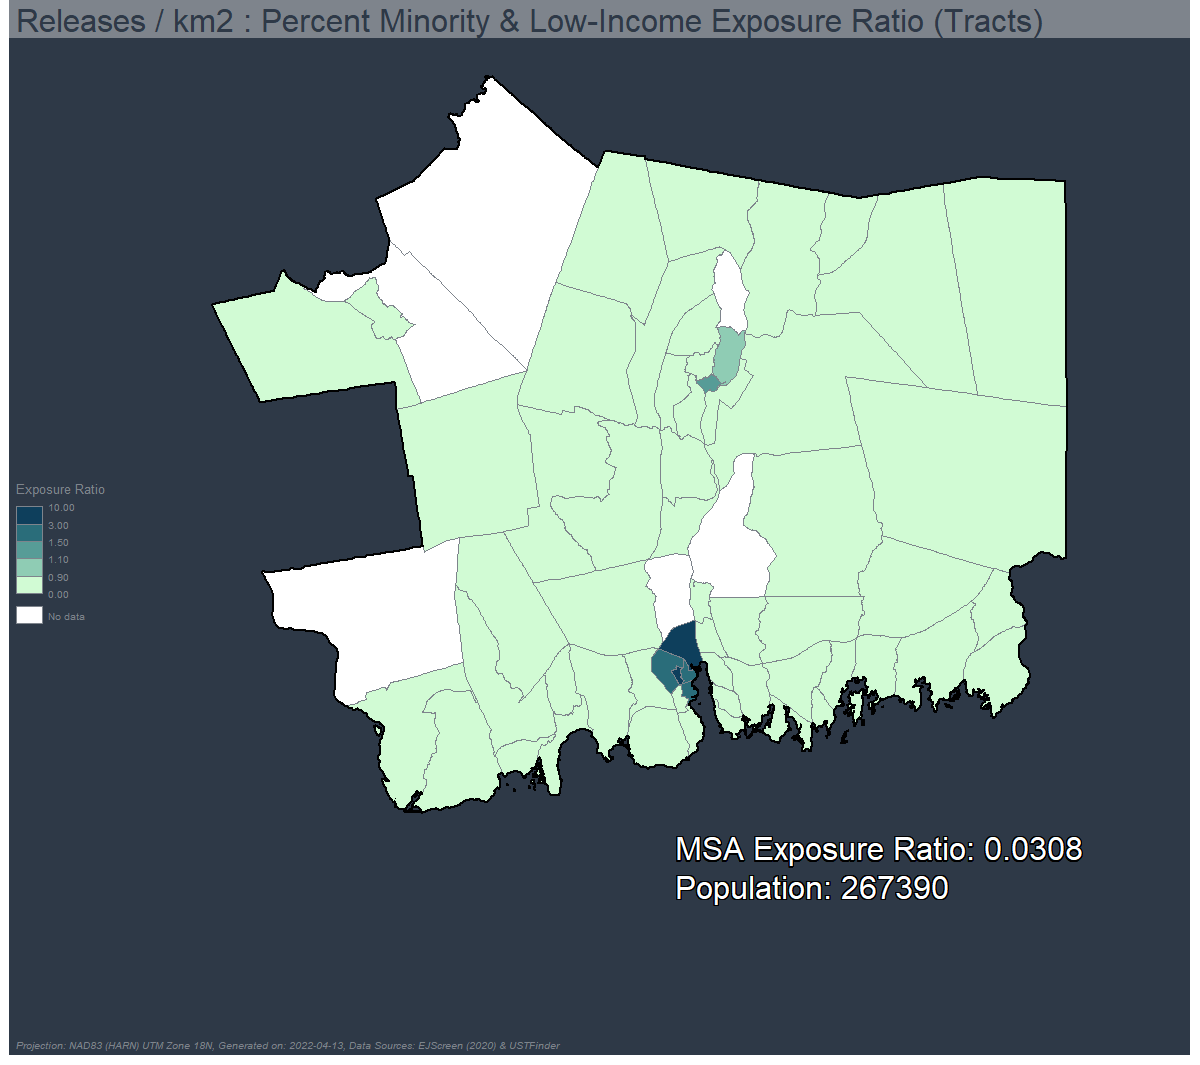 Releases / km2 : Percent Minority & Low-Income Exposure Ratio (Tracts)
Exposure Ratio
10.00
3.00
1.50
1.10
0.90
0.00
No data
MSA Exposure Ratio: 0.0308
Population: 267390
Projection: NAD83 (HARN) UTM Zone 18N, Generated on: 2022-04-13, Data Sources: EJScreen (2020) & USTFinder